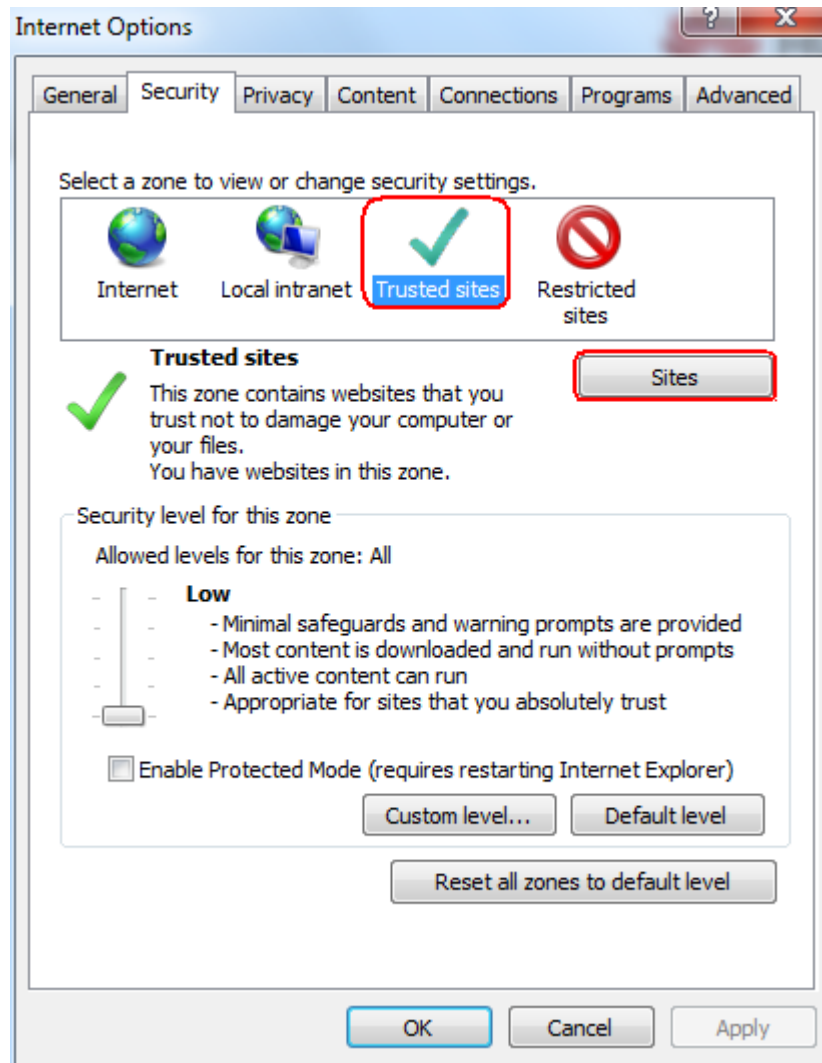 Internet Options
?
X
General Security Privacy Content Connections Programs Advanced
Select a zone to view or change security settings.
Internet Local intranet Trusted sites Restricted
sites
Trusted sites
Sites
This zone contains websites that you
trust not to damage your computer or
your files.
You have websites in this zone.
Security level for this zone
Allowed levels for this zone: All
Low
- Minimal safeguards and warning prompts are provided
- Most content is downloaded and run without prompts
- All active content can run
- Appropriate for sites that you absolutely trust
Enable Protected Mode (requires restarting Internet Explorer)
Custom level... Default level
Reset all zones to default level
OK Cancel Apply